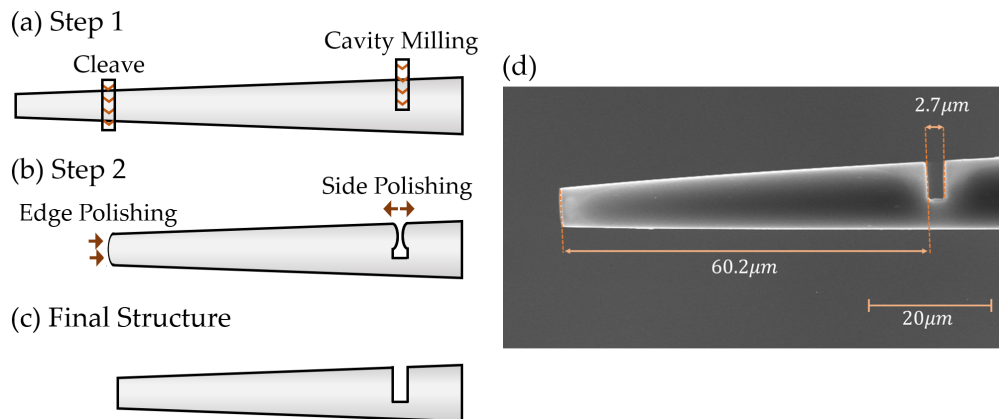 (a) Step 1
Cavity Milling
Cleave
(b) Step 2
Side Polishing
Edge Polishing
(c) Final Structure
(d)
2.7μm
60.2μm
20μm